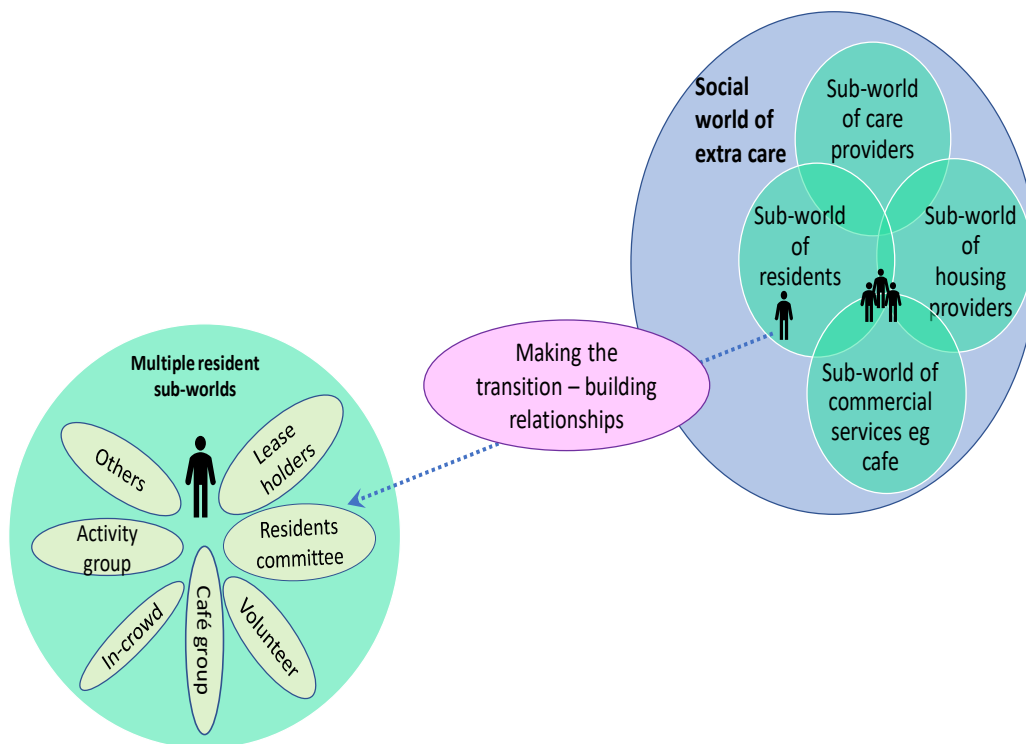 Social
world of
extra care
Sub-world
of care
providers
Sub-world
of
residents
Sub-world
of
housing
providers
Sub-world of
commercial
services eg
cafe
Making the
transition – building
relationships
Multiple resident
sub-worlds
Others
Lease
holders
Activity
group
Residents
committee
In-crowd
Café group
Volunteer